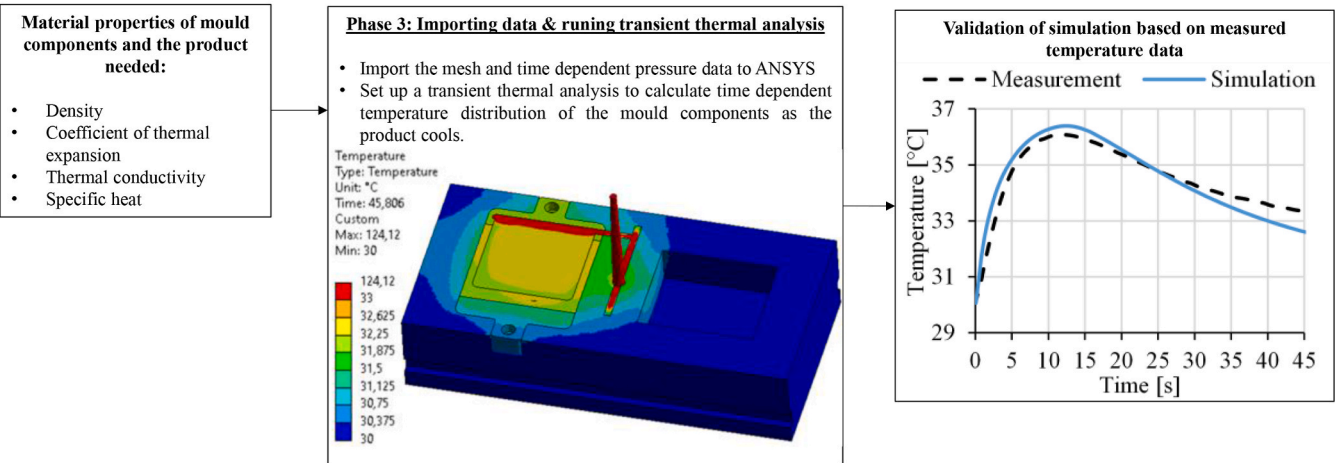 Material properties of mould
components and the product
needed:
• Density
• Coefficient of thermal
expansion
• Thermal conductivity
• Specific heat
Phase 3: Importing data & runing transient thermal analysis
• Import the mesh and time dependent pressure data to ANSYS
• Set up a transient thermal analysis to calculate time dependent
temperature distribution of the mould components as the
product cools.
Temperature
Type: Temperature
Unit: °C
Time: 45,806
Custom
Max: 124,12
Min: 30
124,12
33
32,625
32,25
31,875
31,5
31,125
30,75
30,375
30
Validation of simulation based on measured
temperature data
Measurement Simulation
Temperature [°C]
37
35
33
31
29
0 5 10 15 20 25 30 35 40 45
Time [s]